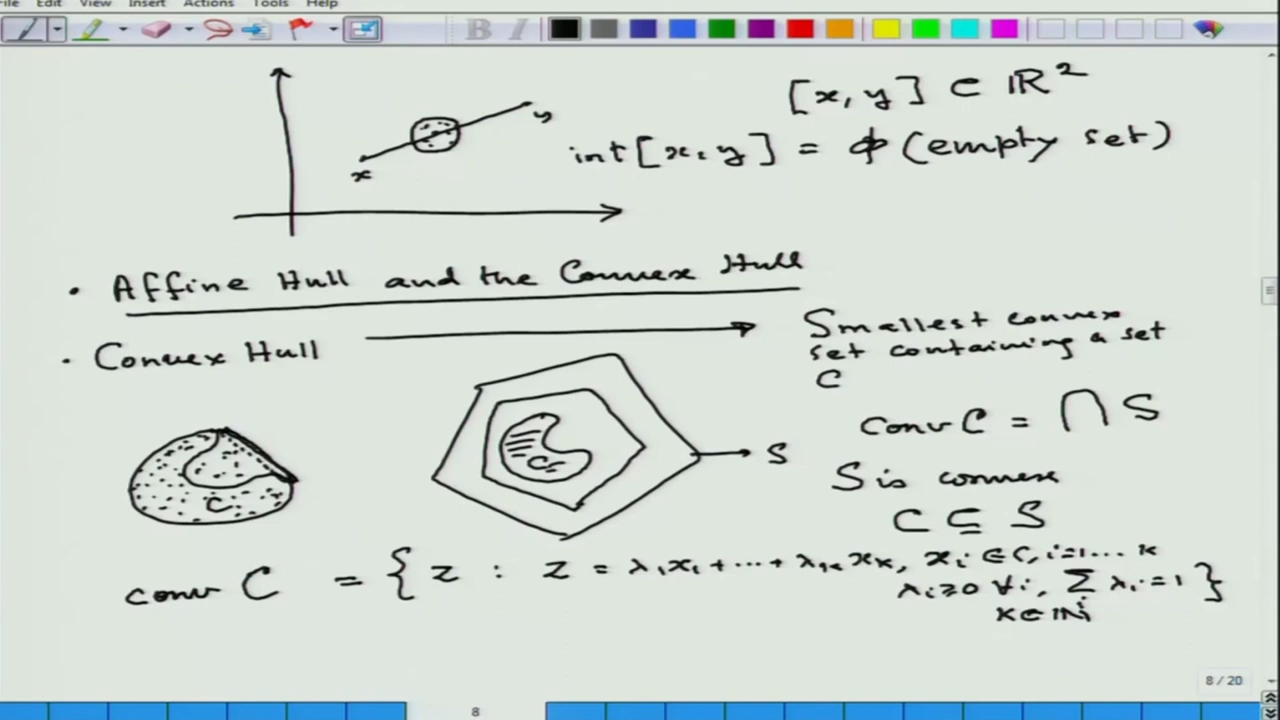 File Edit View Insert Actions Tools Help
B I
[x, y] ⊂ ℝ²
y
int[x, y] = ϕ (empty set)
x
• Affine Hull and the Convex Hull
• Convex Hull
Smallest convex
set containing a set
C
conv C = ⋂ S
S
C
C
S is convex
C ⊆ S
conv C = { z : z = λ₁x₁ + ... + λₖxₖ, xᵢ ∈ C, i=1... k
λᵢ ≥ 0 ∀i, Σ λᵢ = 1 }
i
k ∈ ℕ
8 / 20
8